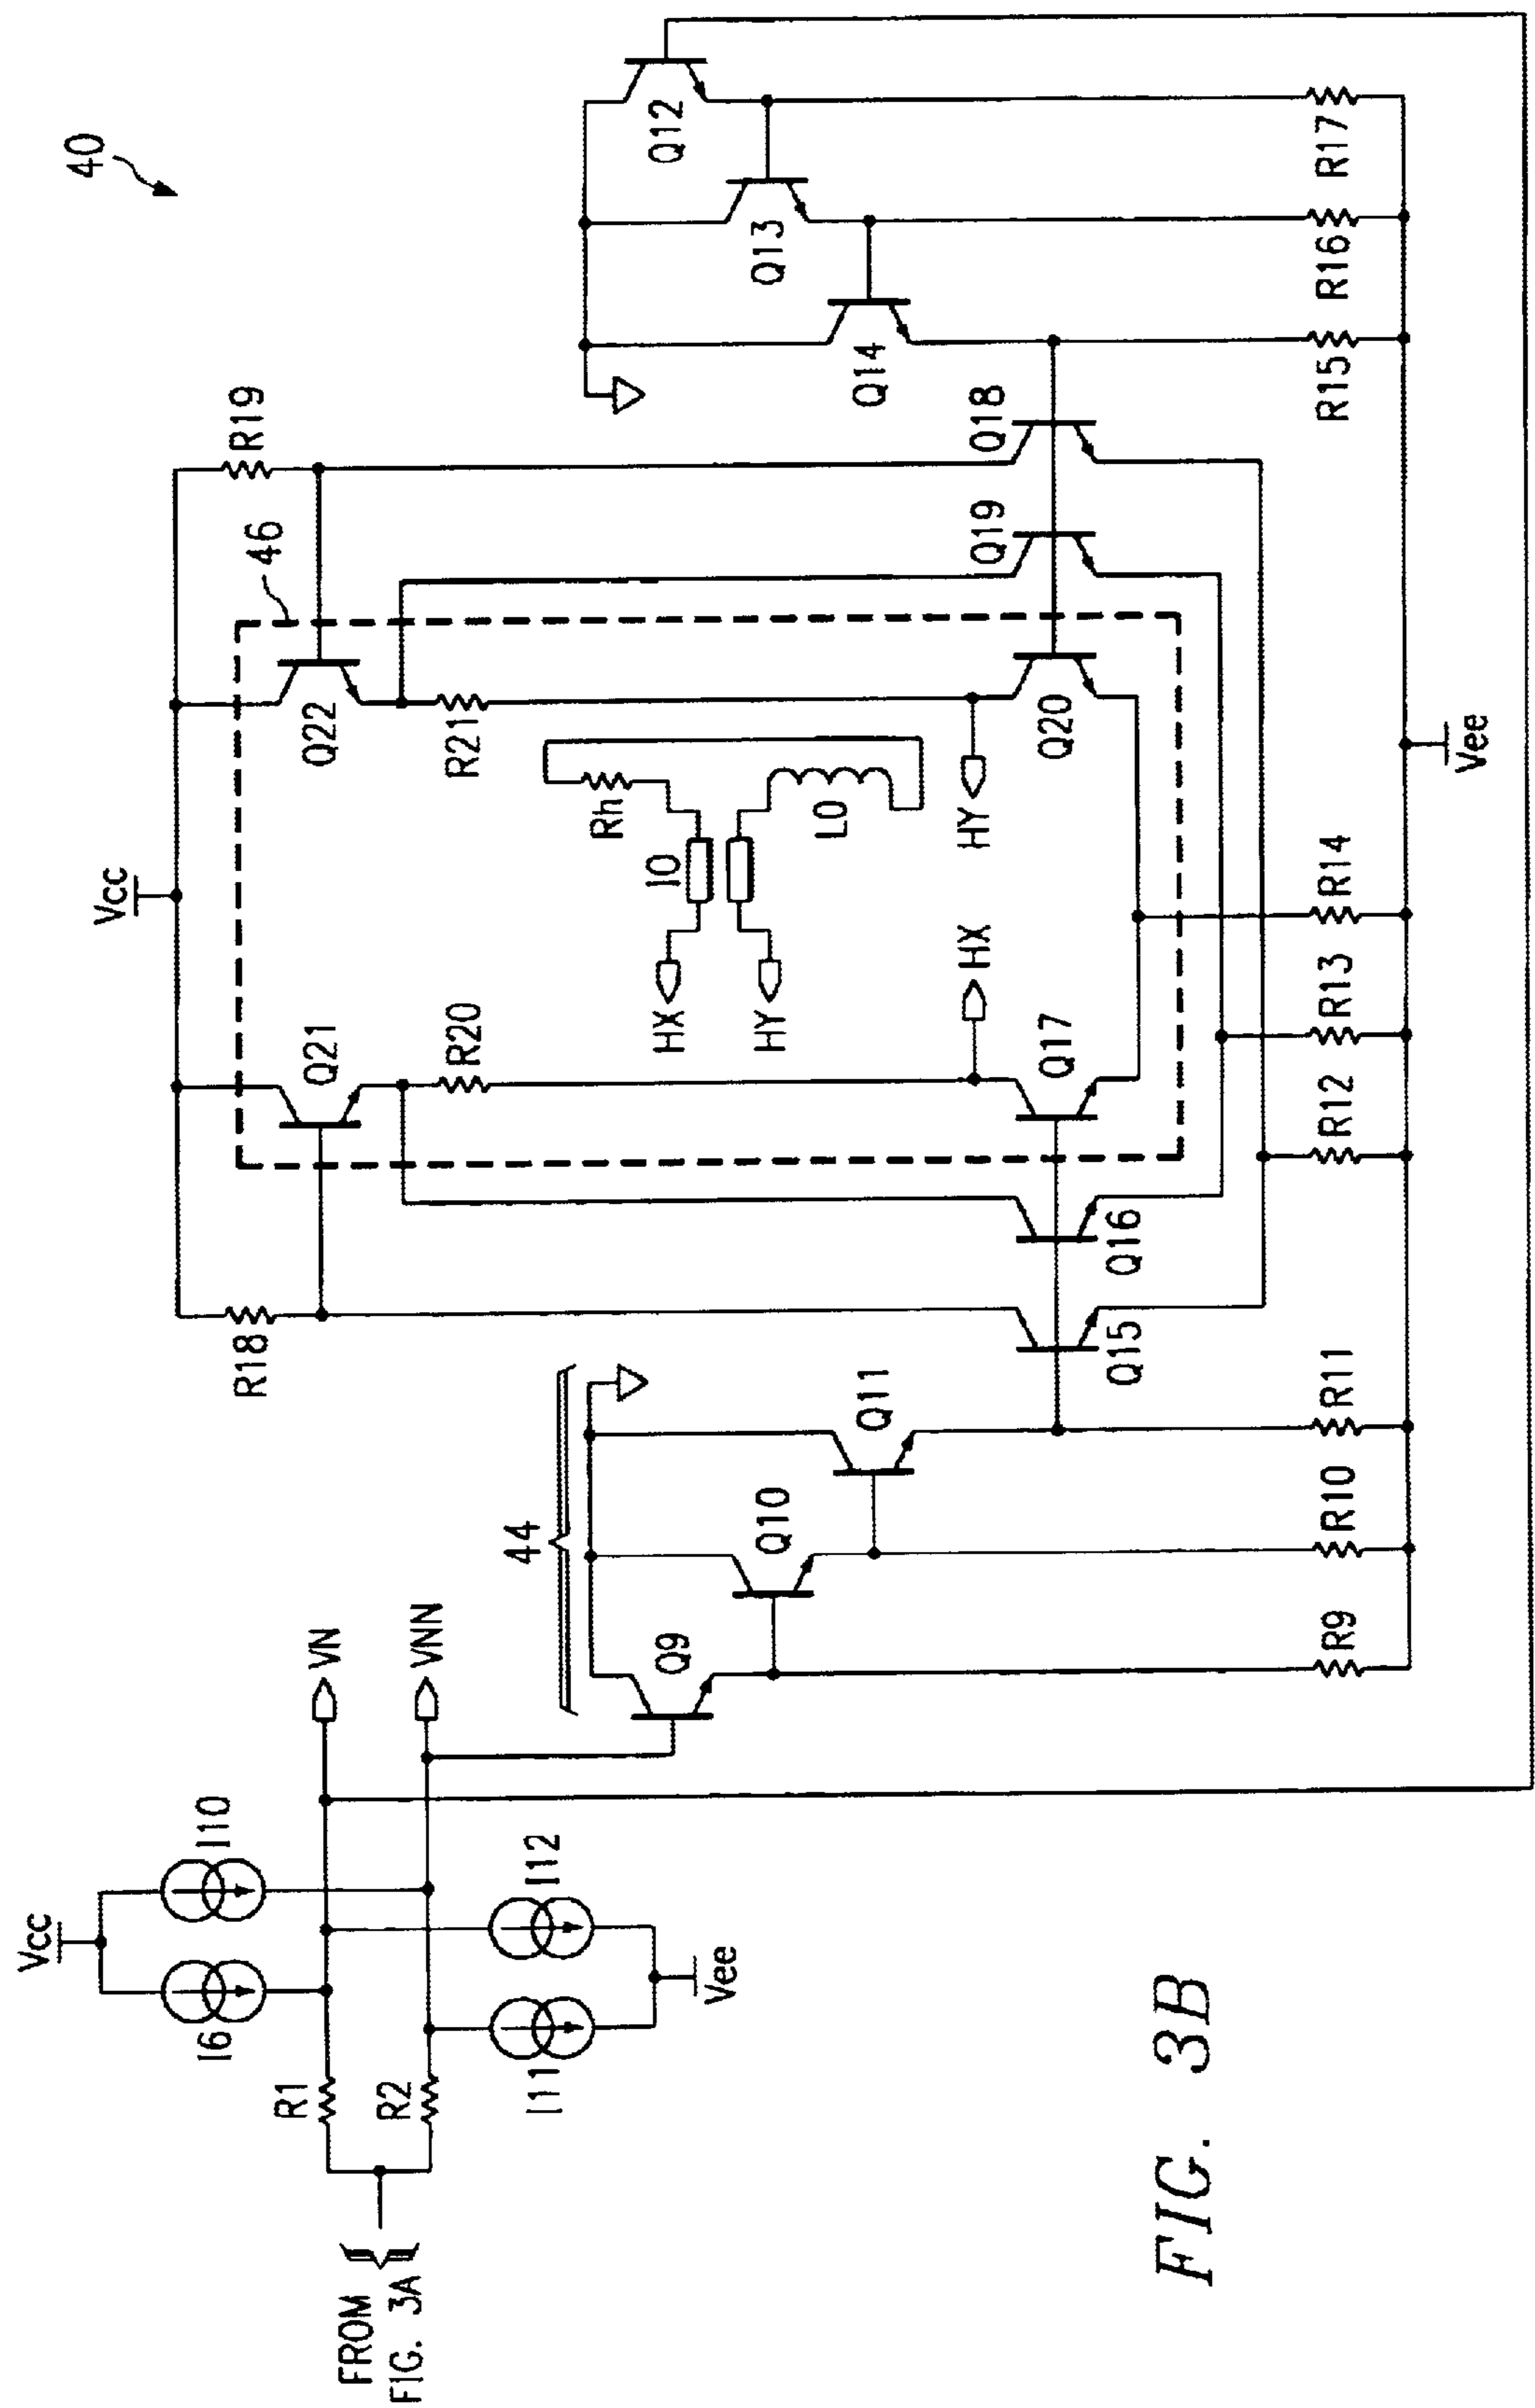 40
Vcc
Vcc
I6
I10
R1
R2
VN
VNN
FROM
FIG. 3A
I11
I12
Vee
44
Q9
Q10
Q11
R9
R10
R11
R18
Q21
R20
46
Q22
R21
R19
HX
HY
IO
Rh
LO
HX
HY
Q15
Q16
Q17
Q20
Q19
Q18
R12
R13
R14
Vee
Q14
Q13
Q12
R15
R16
R17
FIG. 3B